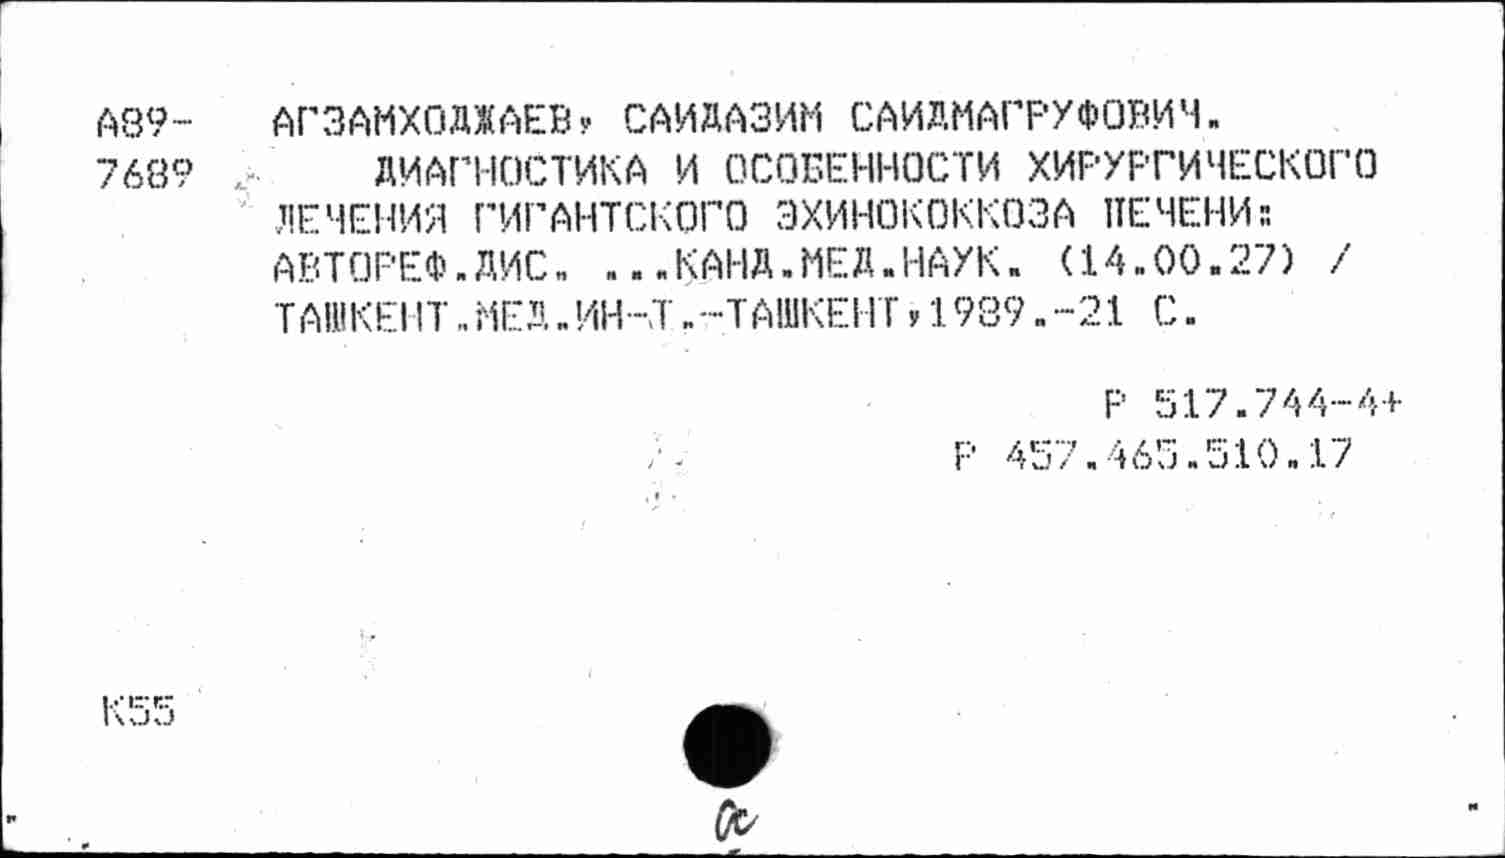 А89-    АГЗАМХОДЖАЕВ, САИДАЗИМ САИДМАГРУФОВИЧ.
7689    ДИАГНОСТИКА И ОСОБЕННОСТИ ХИРУРГИЧЕСКОГО
ЛЕЧЕНИЯ ГИГАНТСКОГО ЭХИНОКОККОЗА ПЕЧЕНИ:
АВТОРЕФ.ДИС. ...КАНД.МЕД.НАУК. (14.00.27) /
ТАШКЕНТ.МЕД.ИН-Т.-ТАШКЕНТ,1989.-21 С.
Р 517.744-4+
Р 457.465.510.17
К55